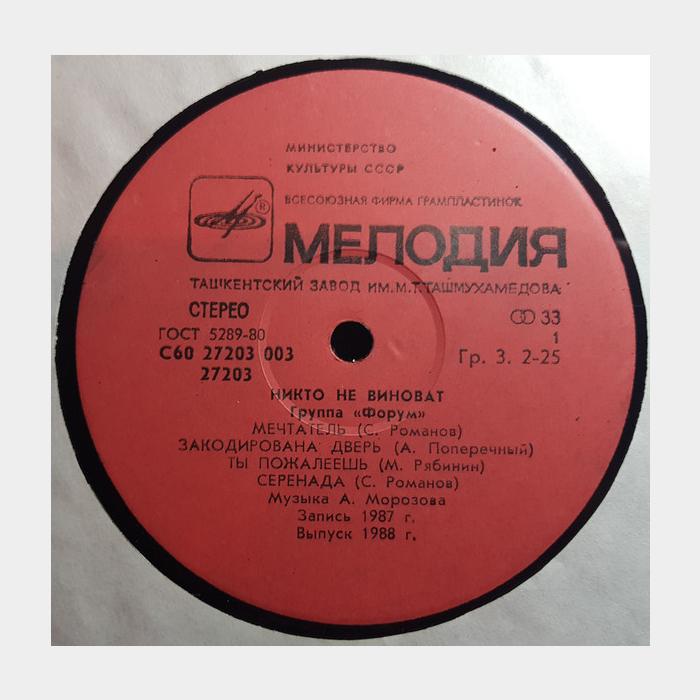 МИНИСТЕРСТВО
КУЛЬТУРЫ СССР
ВСЕСОЮЗНАЯ ФИРМА ГРАМПЛАСТИНОК
®
МЕЛОДИЯ
ТАШКЕНТСКИЙ ЗАВОД ИМ.М.Т.ТАШМУХАМЕДОВА
СТЕРЕО
33
ГОСТ 5289-80
1
С60 27203 003
Гр. 3. 2-25
27203
НИКТО НЕ ВИНОВАТ
Группа «Форум»
МЕЧТАТЕЛЬ (С. Романов)
ЗАКОДИРОВАНА ДВЕРЬ (А. Поперечный)
ТЫ ПОЖАЛЕЕШЬ (М. Рябинин)
СЕРЕНАДА (С. Романов)
Музыка А. Морозова
Запись 1987 г.
Выпуск 1988 г.